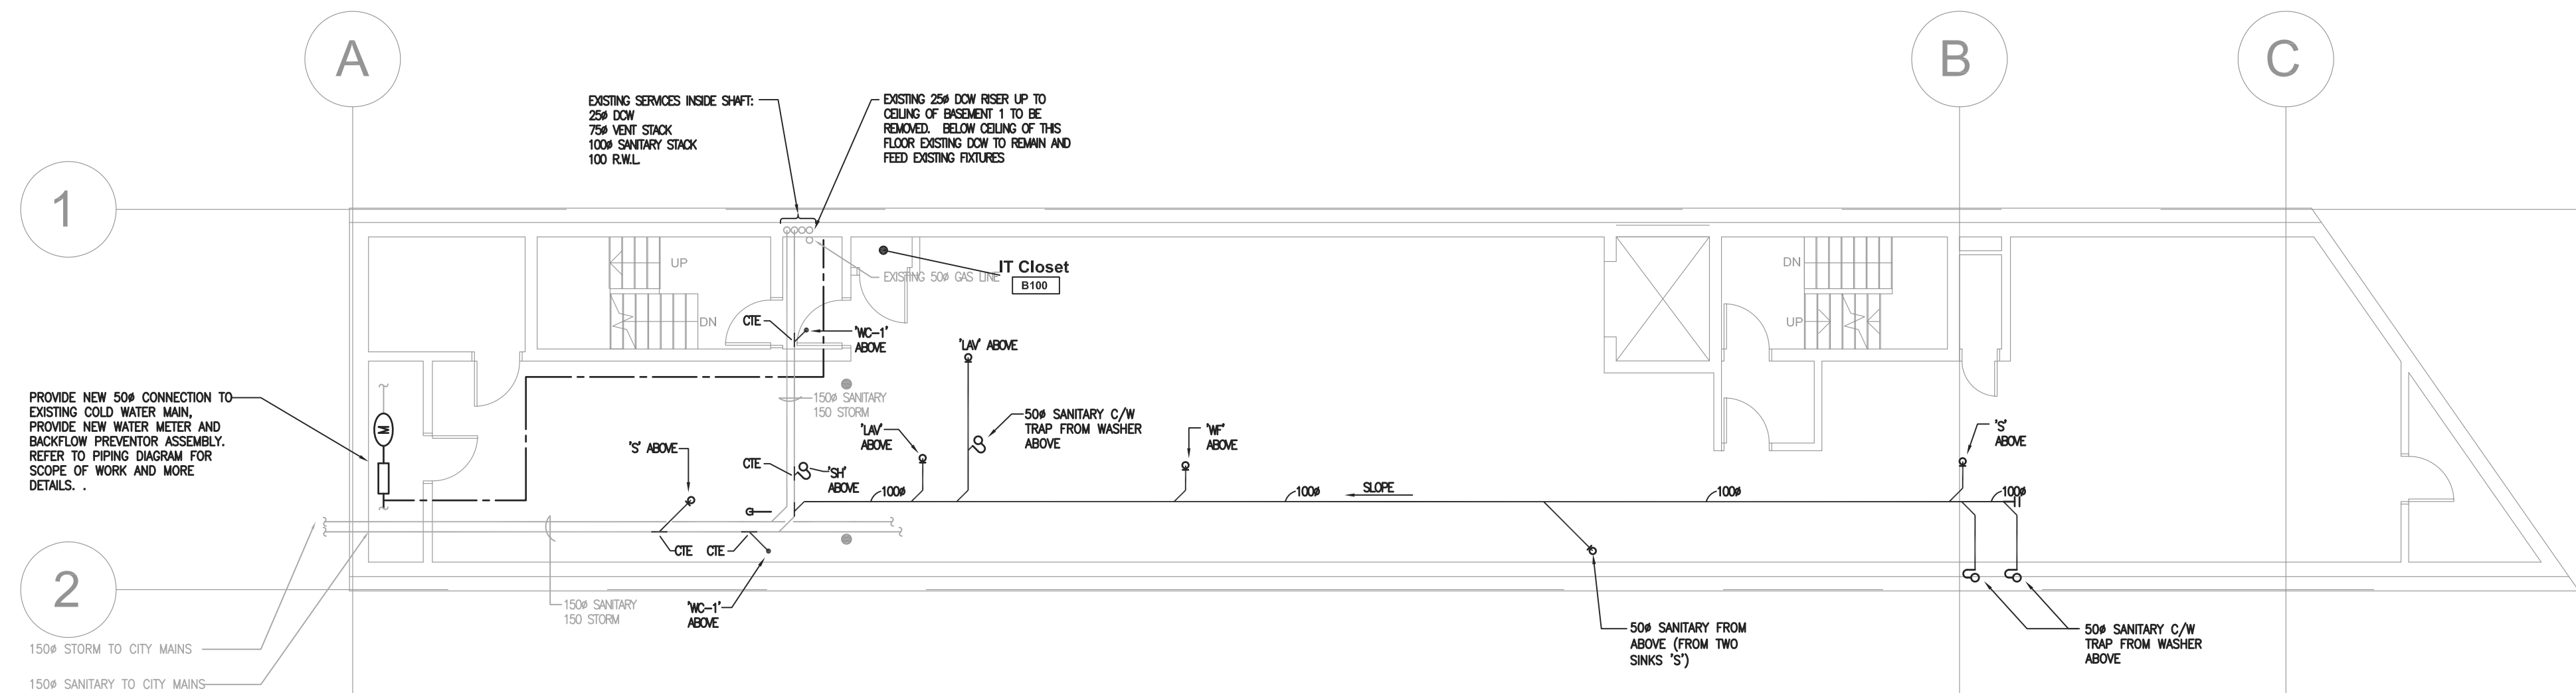 A
B
C
1
2
EXISTING SERVICES INSIDE SHAFT:
25ø DCW
75ø VENT STACK
100ø SANITARY STACK
100 R.W.L.
EXISTING 25ø DCW RISER UP TO
CEILING OF BASEMENT 1 TO BE
REMOVED. BELOW CEILING OF THIS
FLOOR EXISTING DCW TO REMAIN AND
FEED EXISTING FIXTURES
UP
DN
EXISTING 50ø GAS LINE
IT Closet
B100
DN
UP
CTE
'WC-1'
ABOVE
'LAV' ABOVE
PROVIDE NEW 50ø CONNECTION TO
EXISTING COLD WATER MAIN,
PROVIDE NEW WATER METER AND
BACKFLOW PREVENTOR ASSEMBLY.
REFER TO PIPING DIAGRAM FOR
SCOPE OF WORK AND MORE
DETAILS. .
M
150ø SANITARY
150 STORM
'S' ABOVE
CTE
'SH'
ABOVE
'LAV'
ABOVE
50ø SANITARY C/W
TRAP FROM WASHER
ABOVE
'WF'
ABOVE
'S'
ABOVE
100ø
100ø
SLOPE
100ø
100ø
CTE
CTE
150ø SANITARY
150 STORM
'WC-1'
ABOVE
50ø SANITARY FROM
ABOVE (FROM TWO
SINKS 'S')
50ø SANITARY C/W
TRAP FROM WASHER
ABOVE
150ø STORM TO CITY MAINS
150ø SANITARY TO CITY MAINS